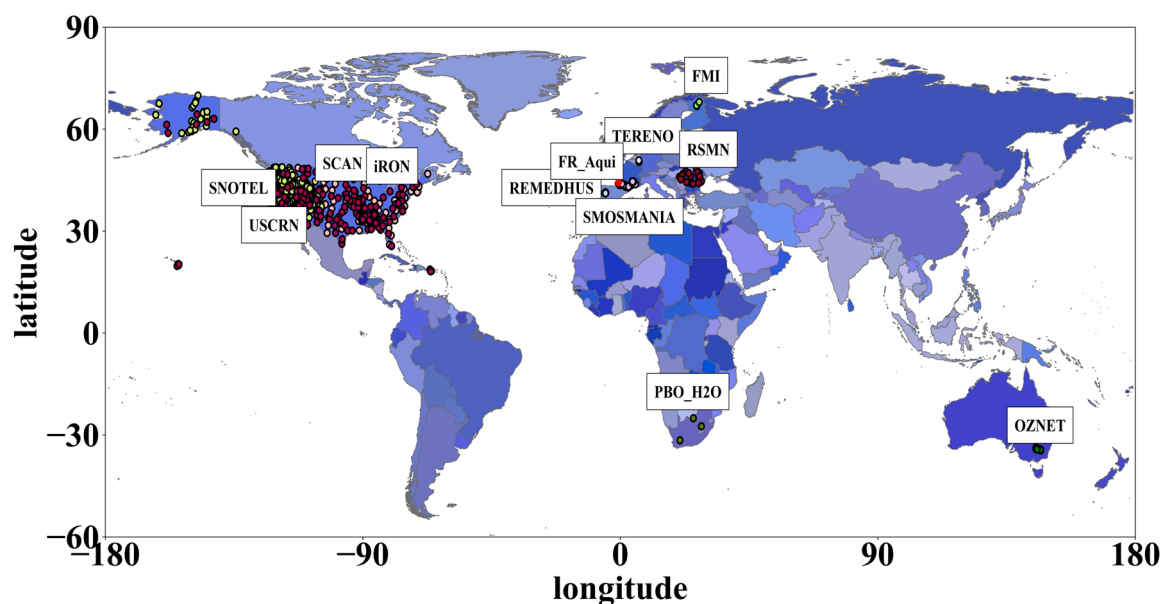 90
60
30
0
−30
−60
latitude
FMI
TERENO
SCAN
iRON
FR_Aqui
RSMN
SNOTEL
REMEDHUS
USCRN
SMOSMANIA
PBO_H2O
OZNET
−180
−90
0
90
180
longitude